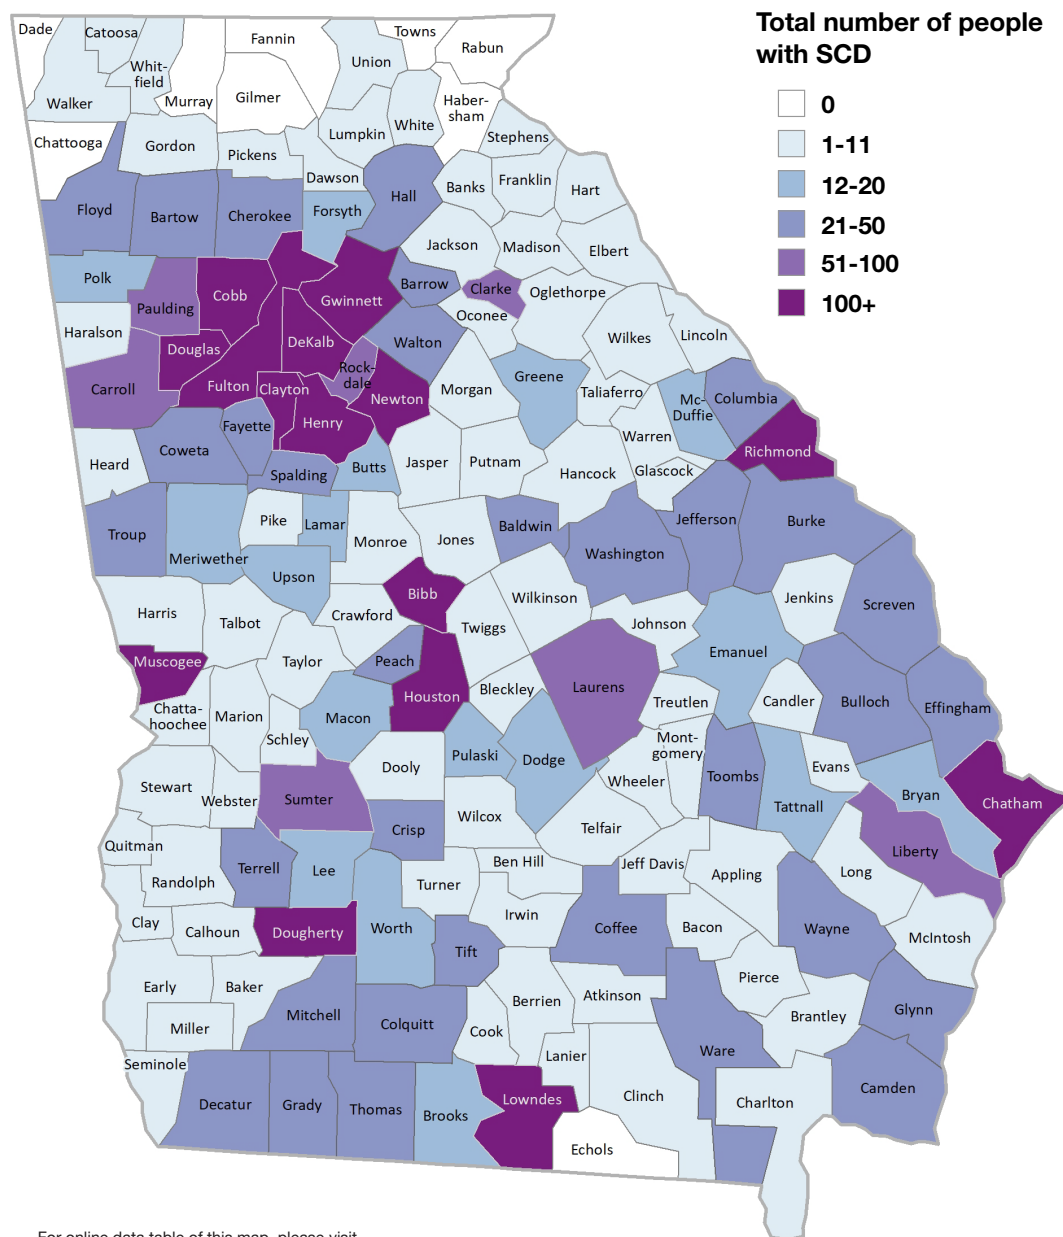 Total number of people
with SCD
0
1-11
12-20
21-50
51-100
100+
Dade
Catoosa
Whit-
field
Walker
Murray
Fannin
Gilmer
Union
Towns
Rabun
Haber-
sham
White
Lumpkin
Stephens
Chattooga
Gordon
Pickens
Dawson
Hall
Banks
Franklin
Hart
Floyd
Bartow
Cherokee
Forsyth
Jackson
Madison
Elbert
Polk
Paulding
Cobb
Gwinnett
Barrow
Clarke
Oglethorpe
Oconee
Haralson
Douglas
DeKalb
Walton
Wilkes
Lincoln
Carroll
Fulton
Clayton
Rock-
dale
Newton
Morgan
Greene
Taliaferro
Mc-
Duffie
Columbia
Fayette
Henry
Richmond
Heard
Coweta
Spalding
Butts
Jasper
Putnam
Hancock
Warren
Glascock
Troup
Meriwether
Pike
Lamar
Monroe
Jones
Baldwin
Washington
Jefferson
Burke
Upson
Bibb
Wilkinson
Jenkins
Screven
Harris
Talbot
Crawford
Twiggs
Johnson
Emanuel
Muscogee
Taylor
Peach
Houston
Bleckley
Laurens
Treutlen
Candler
Bulloch
Effingham
Chatta-
hoochee
Marion
Schley
Macon
Pulaski
Dodge
Mont-
gomery
Dooly
Wheeler
Toombs
Tattnall
Evans
Bryan
Chatham
Stewart
Webster
Sumter
Crisp
Wilcox
Telfair
Liberty
Quitman
Randolph
Terrell
Lee
Turner
Ben Hill
Jeff Davis
Appling
Long
Clay
Calhoun
Dougherty
Worth
Tift
Irwin
Coffee
Bacon
Wayne
McIntosh
Early
Baker
Mitchell
Colquitt
Berrien
Atkinson
Pierce
Brantley
Glynn
Miller
Cook
Lanier
Ware
Seminole
Decatur
Grady
Thomas
Brooks
Lowndes
Clinch
Charlton
Camden
Echols
For online data table of this map, please visit